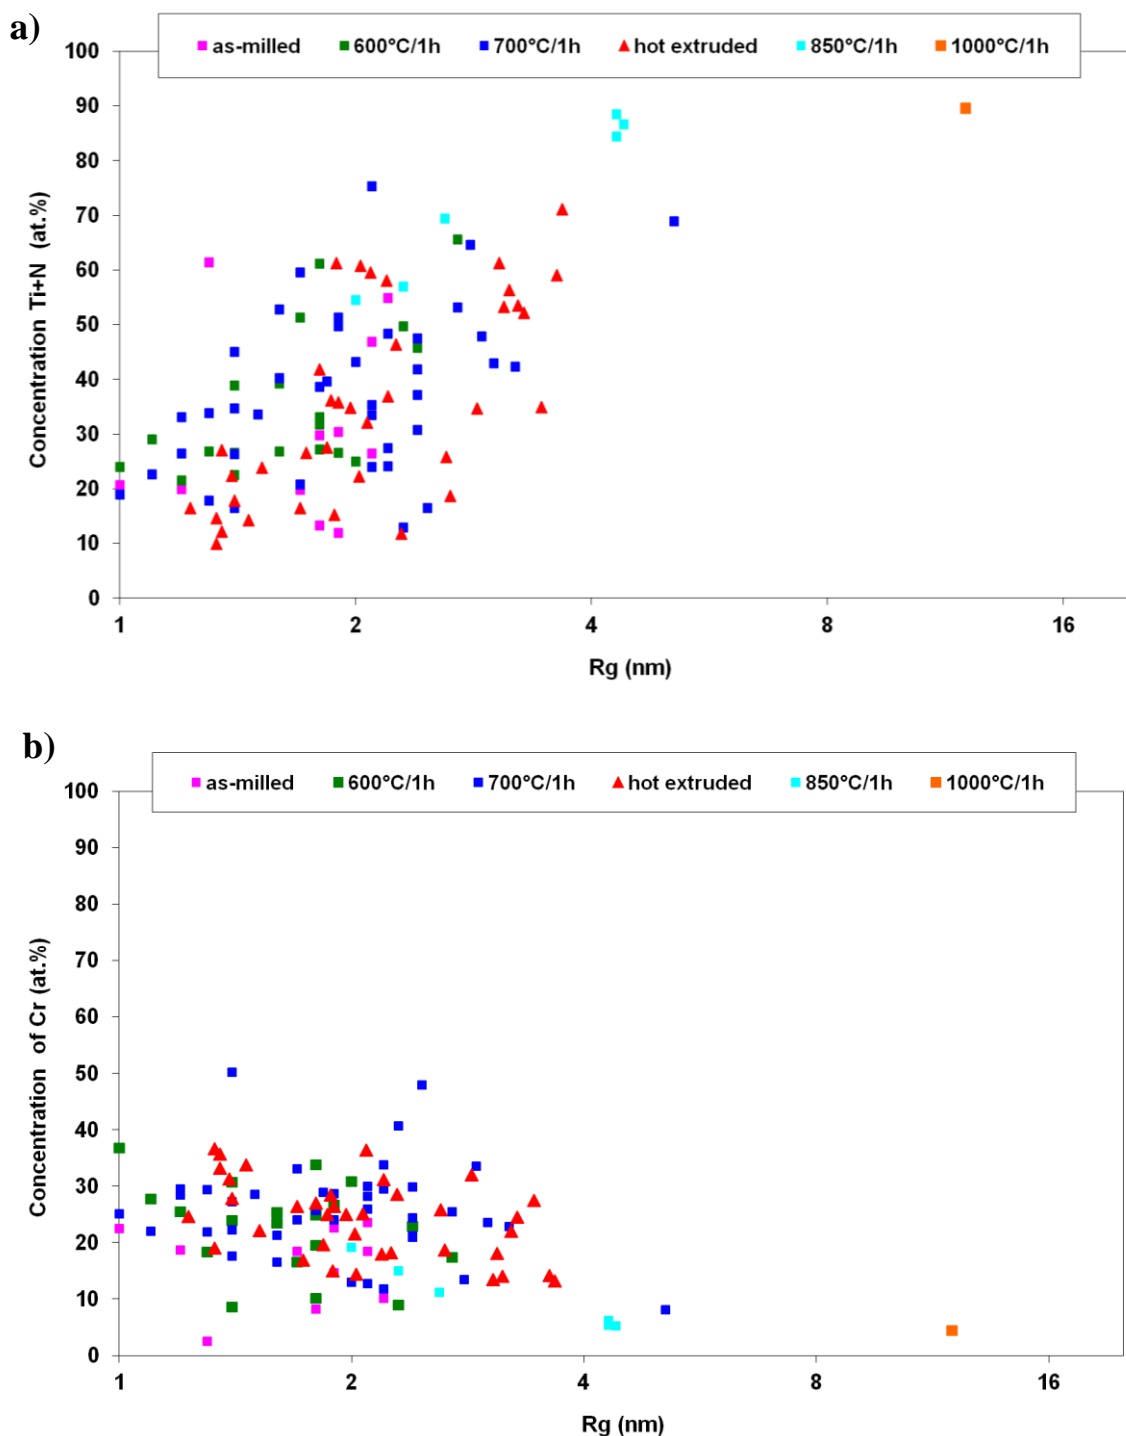 a)
as-milled 600°C/1h 700°C/1h hot extruded 850°C/1h 1000°C/1h
100
90
80
70
60
50
40
30
20
10
0
Concentration Ti+N (at.%)
1 2 4 8 16
Rg (nm)
b)
as-milled 600°C/1h 700°C/1h hot extruded 850°C/1h 1000°C/1h
100
90
80
70
60
50
40
30
20
10
0
Concentration of Cr (at.%)
1 2 4 8 16
Rg (nm)